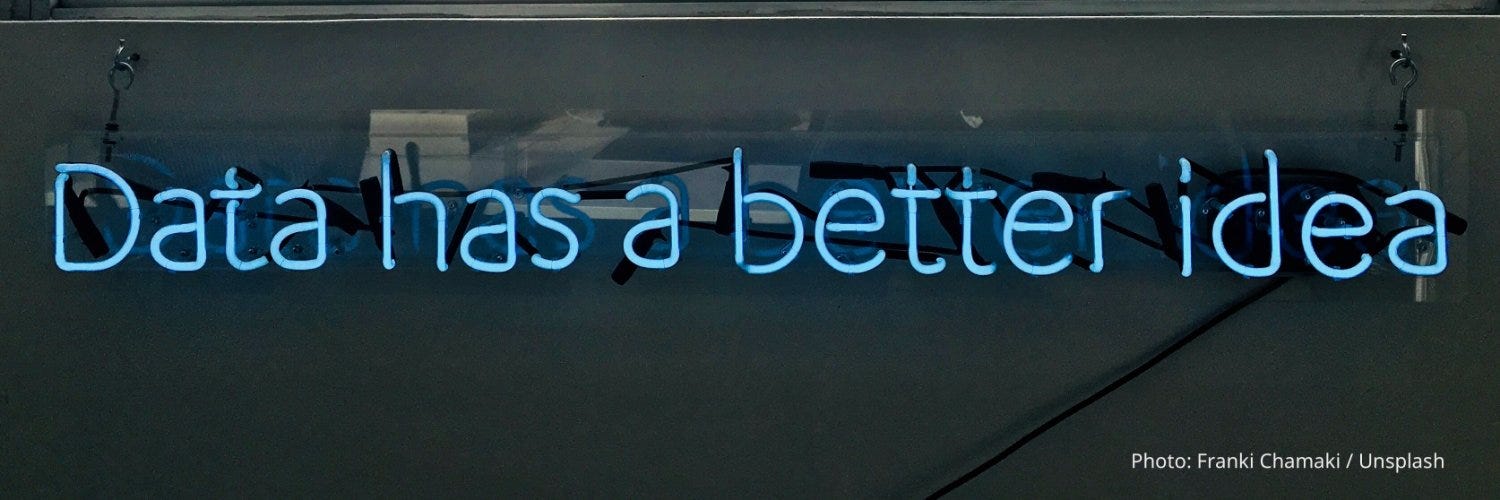 Data has a better idea
Photo: Franki Chamaki / Unsplash